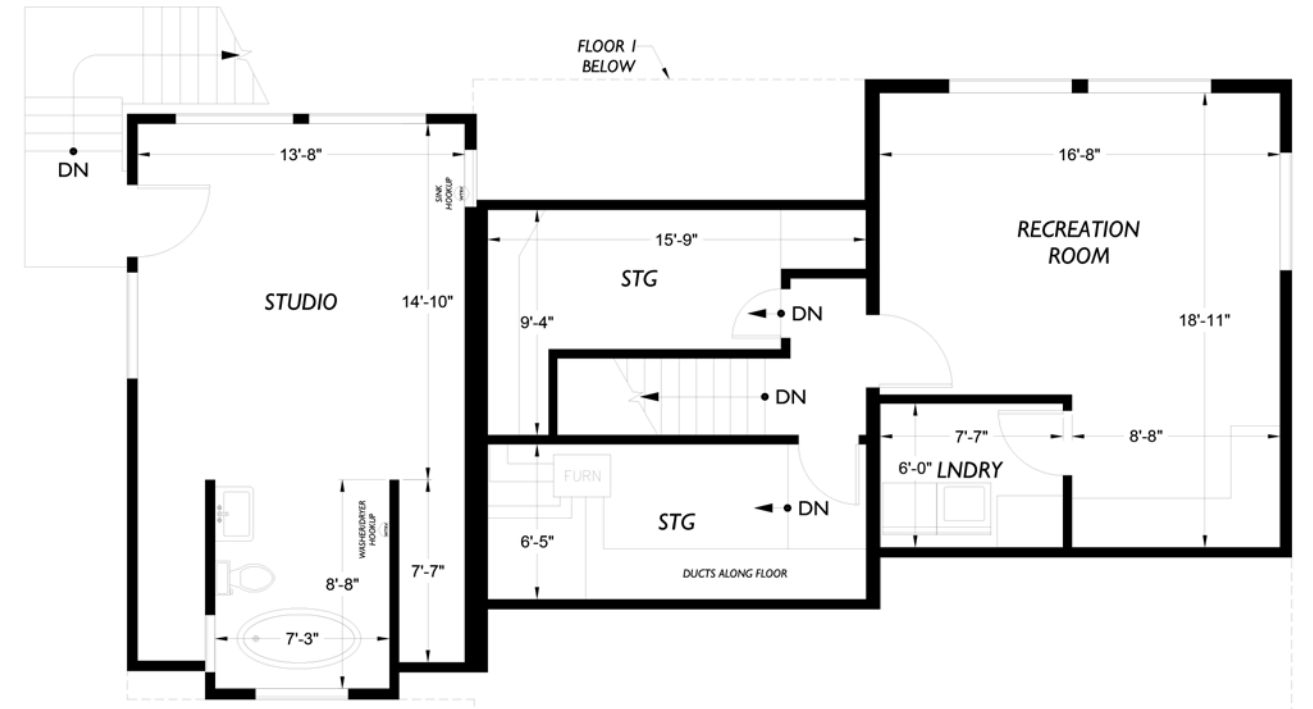 FLOOR 1
BELOW
DN
13'-8"
SINK
HOOKUP
16'-8"
RECREATION
ROOM
15'-9"
STG
STUDIO
14'-10"
9'-4"
DN
18'-11"
DN
7'-7"
8'-8"
6'-0"
LNDRY
FURN
DN
STG
WASHER/DRYER
HOOKUP
6'-5"
DUCTS ALONG FLOOR
8'-8"
7'-7"
7'-3"